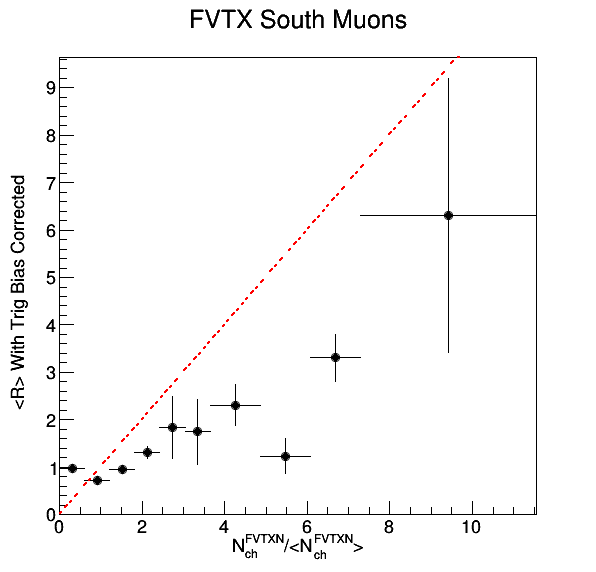 FVTX South Muons
<R> With Trig Bias Corrected
9
8
7
6
5
4
3
2
1
0
0 2 4 6 8 10
N_ch^FVTXN/<N_ch^FVTXN>